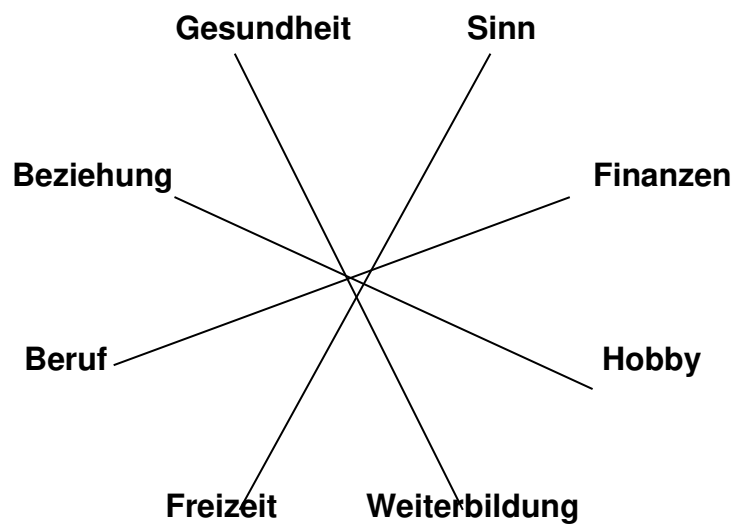 Gesundheit Sinn
Beziehung Finanzen
Beruf Hobby
Freizeit Weiterbildung